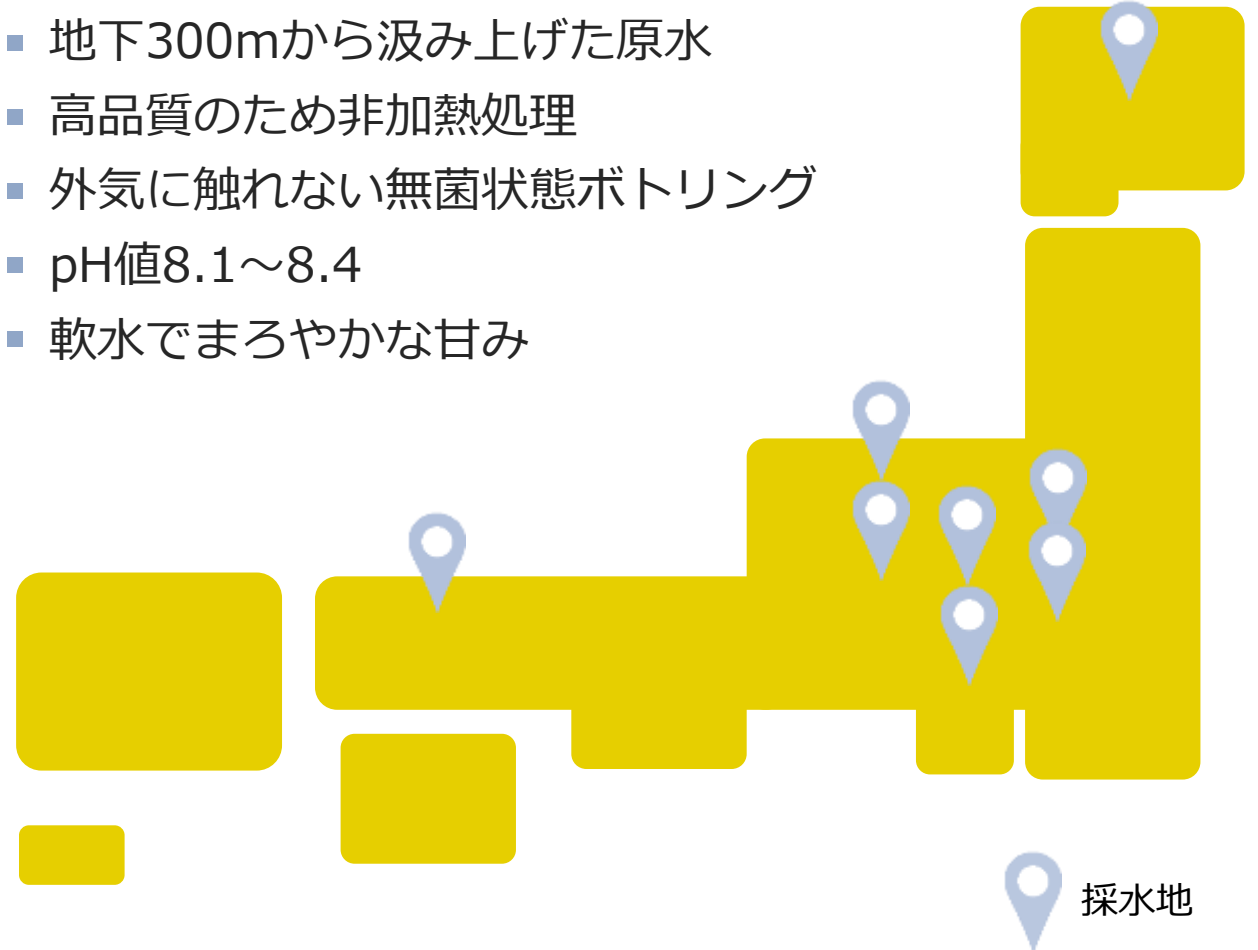 地下300mから汲み上げた原水
高品質のため非加熱処理
外気に触れない無菌状態ボトリング
pH値8.1～8.4
軟水でまろやかな甘み
採水地